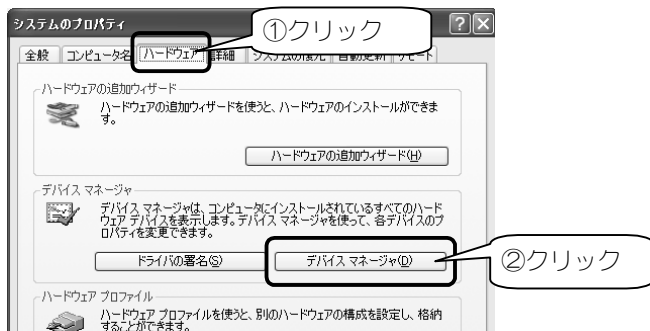 システムのプロパティ
①クリック
全般 コンピュータ名 ハードウェア 詳細 システムの復元 自動更新 リモート
ハードウェアの追加ウィザード
ハードウェアの追加ウィザードを使うと、ハードウェアのインストールができま
す。
ハードウェアの追加ウィザード(H)
デバイス マネージャ
デバイス マネージャは、コンピュータにインストールされているすべてのハード
ウェア デバイスを表示します。デバイス マネージャを使って、各デバイスのプ
ロパティを変更できます。
ドライバの署名(S) デバイス マネージャ(D)
②クリック
ハードウェア プロファイル
ハードウェア プロファイルを使うと、別のハードウェアの構成を設定し、格納
することができます。